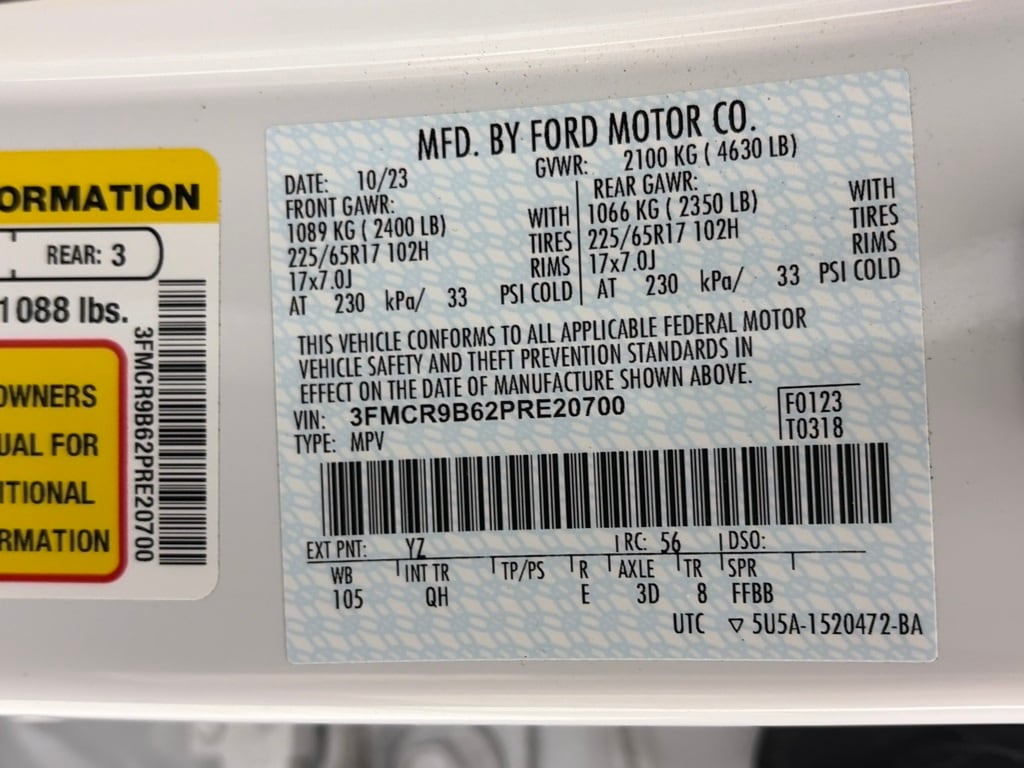 ORMATION
REAR: 3
1088 lbs.
OWNERS
UAL FOR
ITIONAL
RMATION
3FMCR9B62PRE20700
MFD. BY FORD MOTOR CO.
DATE: 10/23 GVWR: 2100 KG ( 4630 LB)
FRONT GAWR: REAR GAWR:
1089 KG ( 2400 LB) WITH 1066 KG ( 2350 LB) WITH
225/65R17 102H TIRES 225/65R17 102H TIRES
17x7.0J RIMS 17x7.0J RIMS
AT 230 kPa/ 33 PSI COLD AT 230 kPa/ 33 PSI COLD
THIS VEHICLE CONFORMS TO ALL APPLICABLE FEDERAL MOTOR
VEHICLE SAFETY AND THEFT PREVENTION STANDARDS IN
EFFECT ON THE DATE OF MANUFACTURE SHOWN ABOVE.
VIN: 3FMCR9B62PRE20700 F0123
TYPE: MPV T0318
EXT PNT: YZ RC: 56 DSO:
WB INT TR TP/PS R AXLE TR SPR
105 QH E 3D 8 FFBB
UTC ▽ 5U5A-1520472-BA